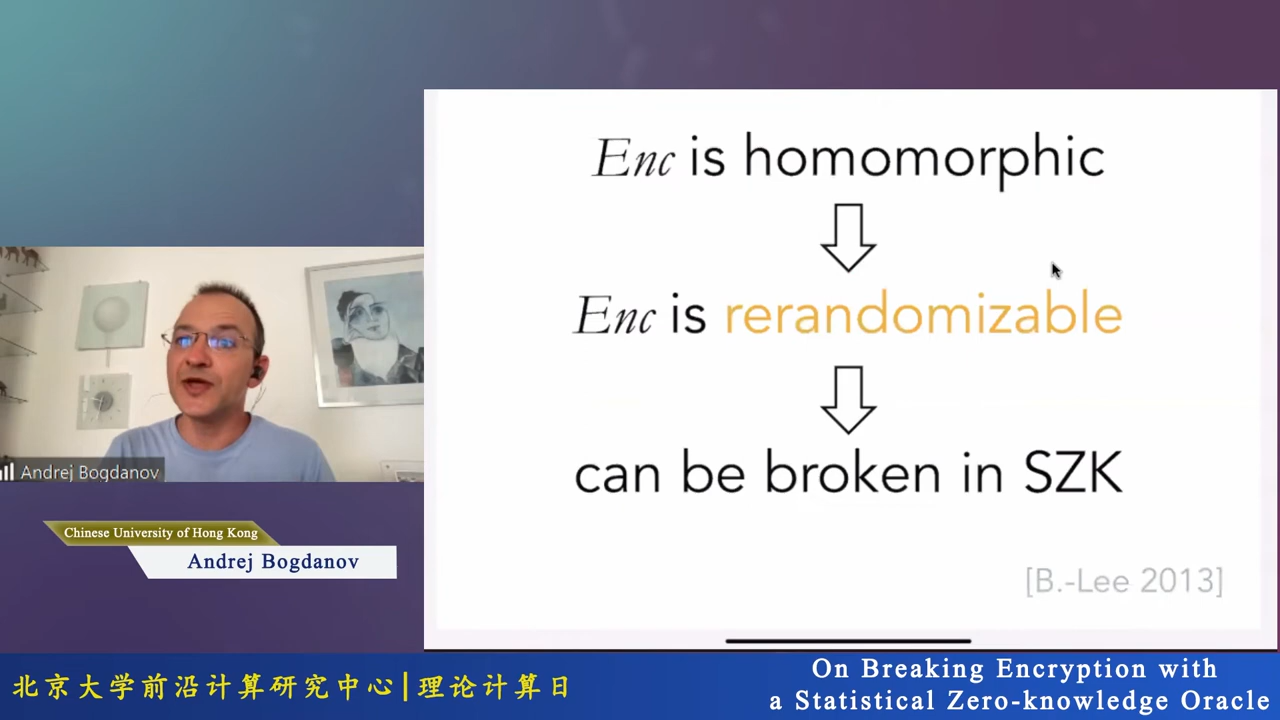 Enc is homomorphic
Enc is rerandomizable
can be broken in SZK
[B.-Lee 2013]
Andrej Bogdanov
Chinese University of Hong Kong
Andrej Bogdanov
北京大学前沿计算研究中心|理论计算日
On Breaking Encryption with
a Statistical Zero-knowledge Oracle